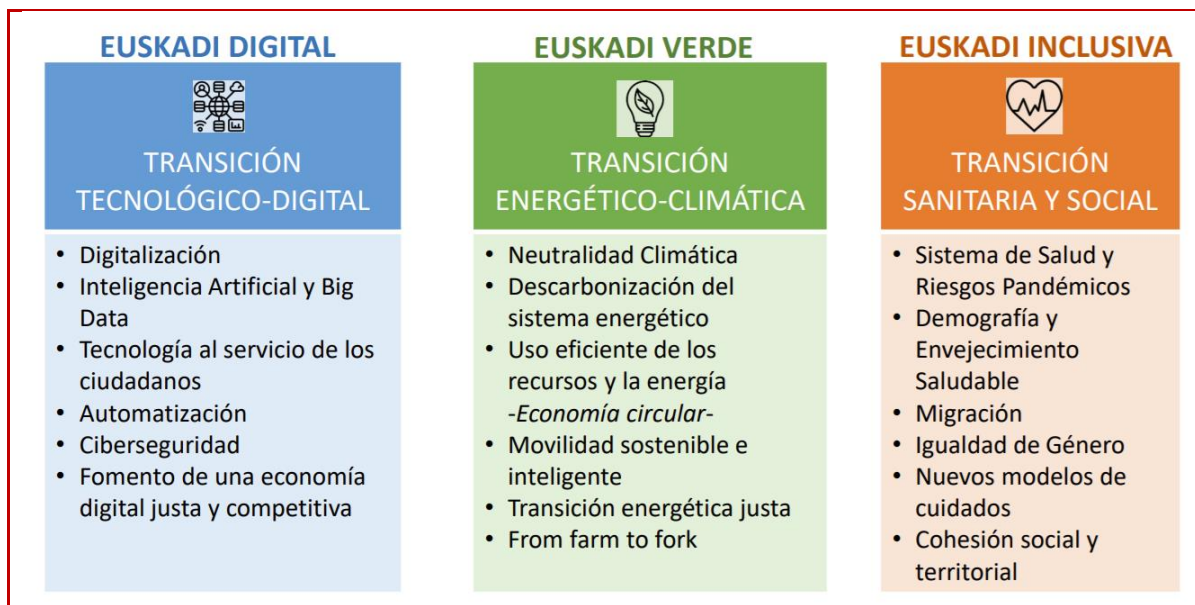 EUSKADI DIGITAL
TRANSICIÓN
TECNOLÓGICO-DIGITAL
• Digitalización
• Inteligencia Artificial y Big
Data
• Tecnología al servicio de los
ciudadanos
• Automatización
• Ciberseguridad
• Fomento de una economía
digital justa y competitiva
EUSKADI VERDE
TRANSICIÓN
ENERGÉTICO-CLIMÁTICA
• Neutralidad Climática
• Descarbonización del
sistema energético
• Uso eficiente de los
recursos y la energía
-Economía circular-
• Movilidad sostenible e
inteligente
• Transición energética justa
• From farm to fork
EUSKADI INCLUSIVA
TRANSICIÓN
SANITARIA Y SOCIAL
• Sistema de Salud y
Riesgos Pandémicos
• Demografía y
Envejecimiento
Saludable
• Migración
• Igualdad de Género
• Nuevos modelos de
cuidados
• Cohesión social y
territorial